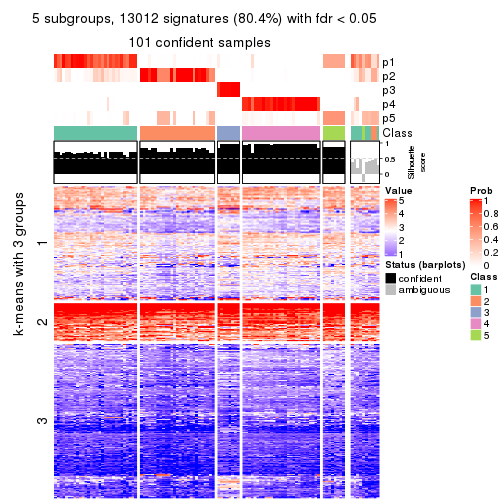 5 subgroups, 13012 signatures (80.4%) with fdr < 0.05
101 confident samples
p1
p2
p3
p4
p5
Class
1
0.5
0
Silhouette
score
k-means with 3 groups
1
2
3
Value
5
4
3
2
1
Status (barplots)
confident
ambiguous
Prob
1
0.8
0.6
0.4
0.2
0
Class
1
2
3
4
5